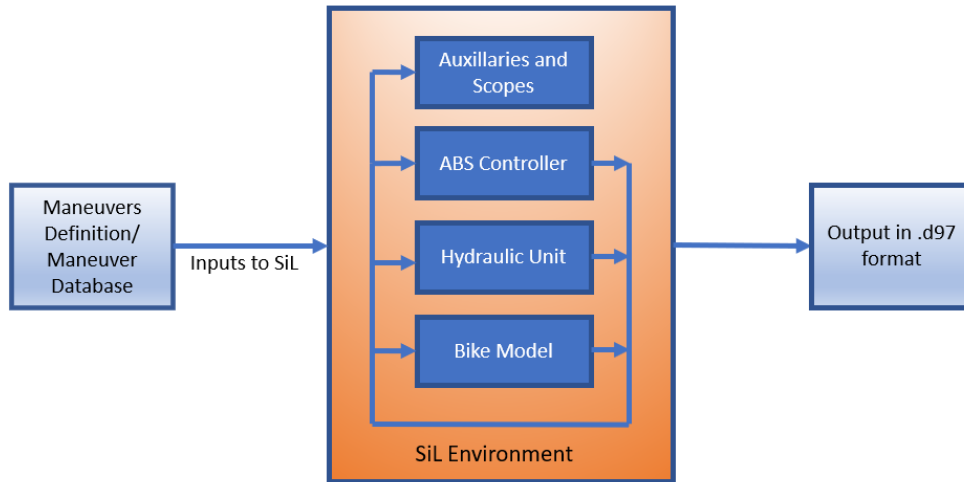 Maneuvers
Definition/
Maneuver
Database
Inputs to SiL
Auxillaries and
Scopes
ABS Controller
Hydraulic Unit
Bike Model
SiL Environment
Output in .d97
format